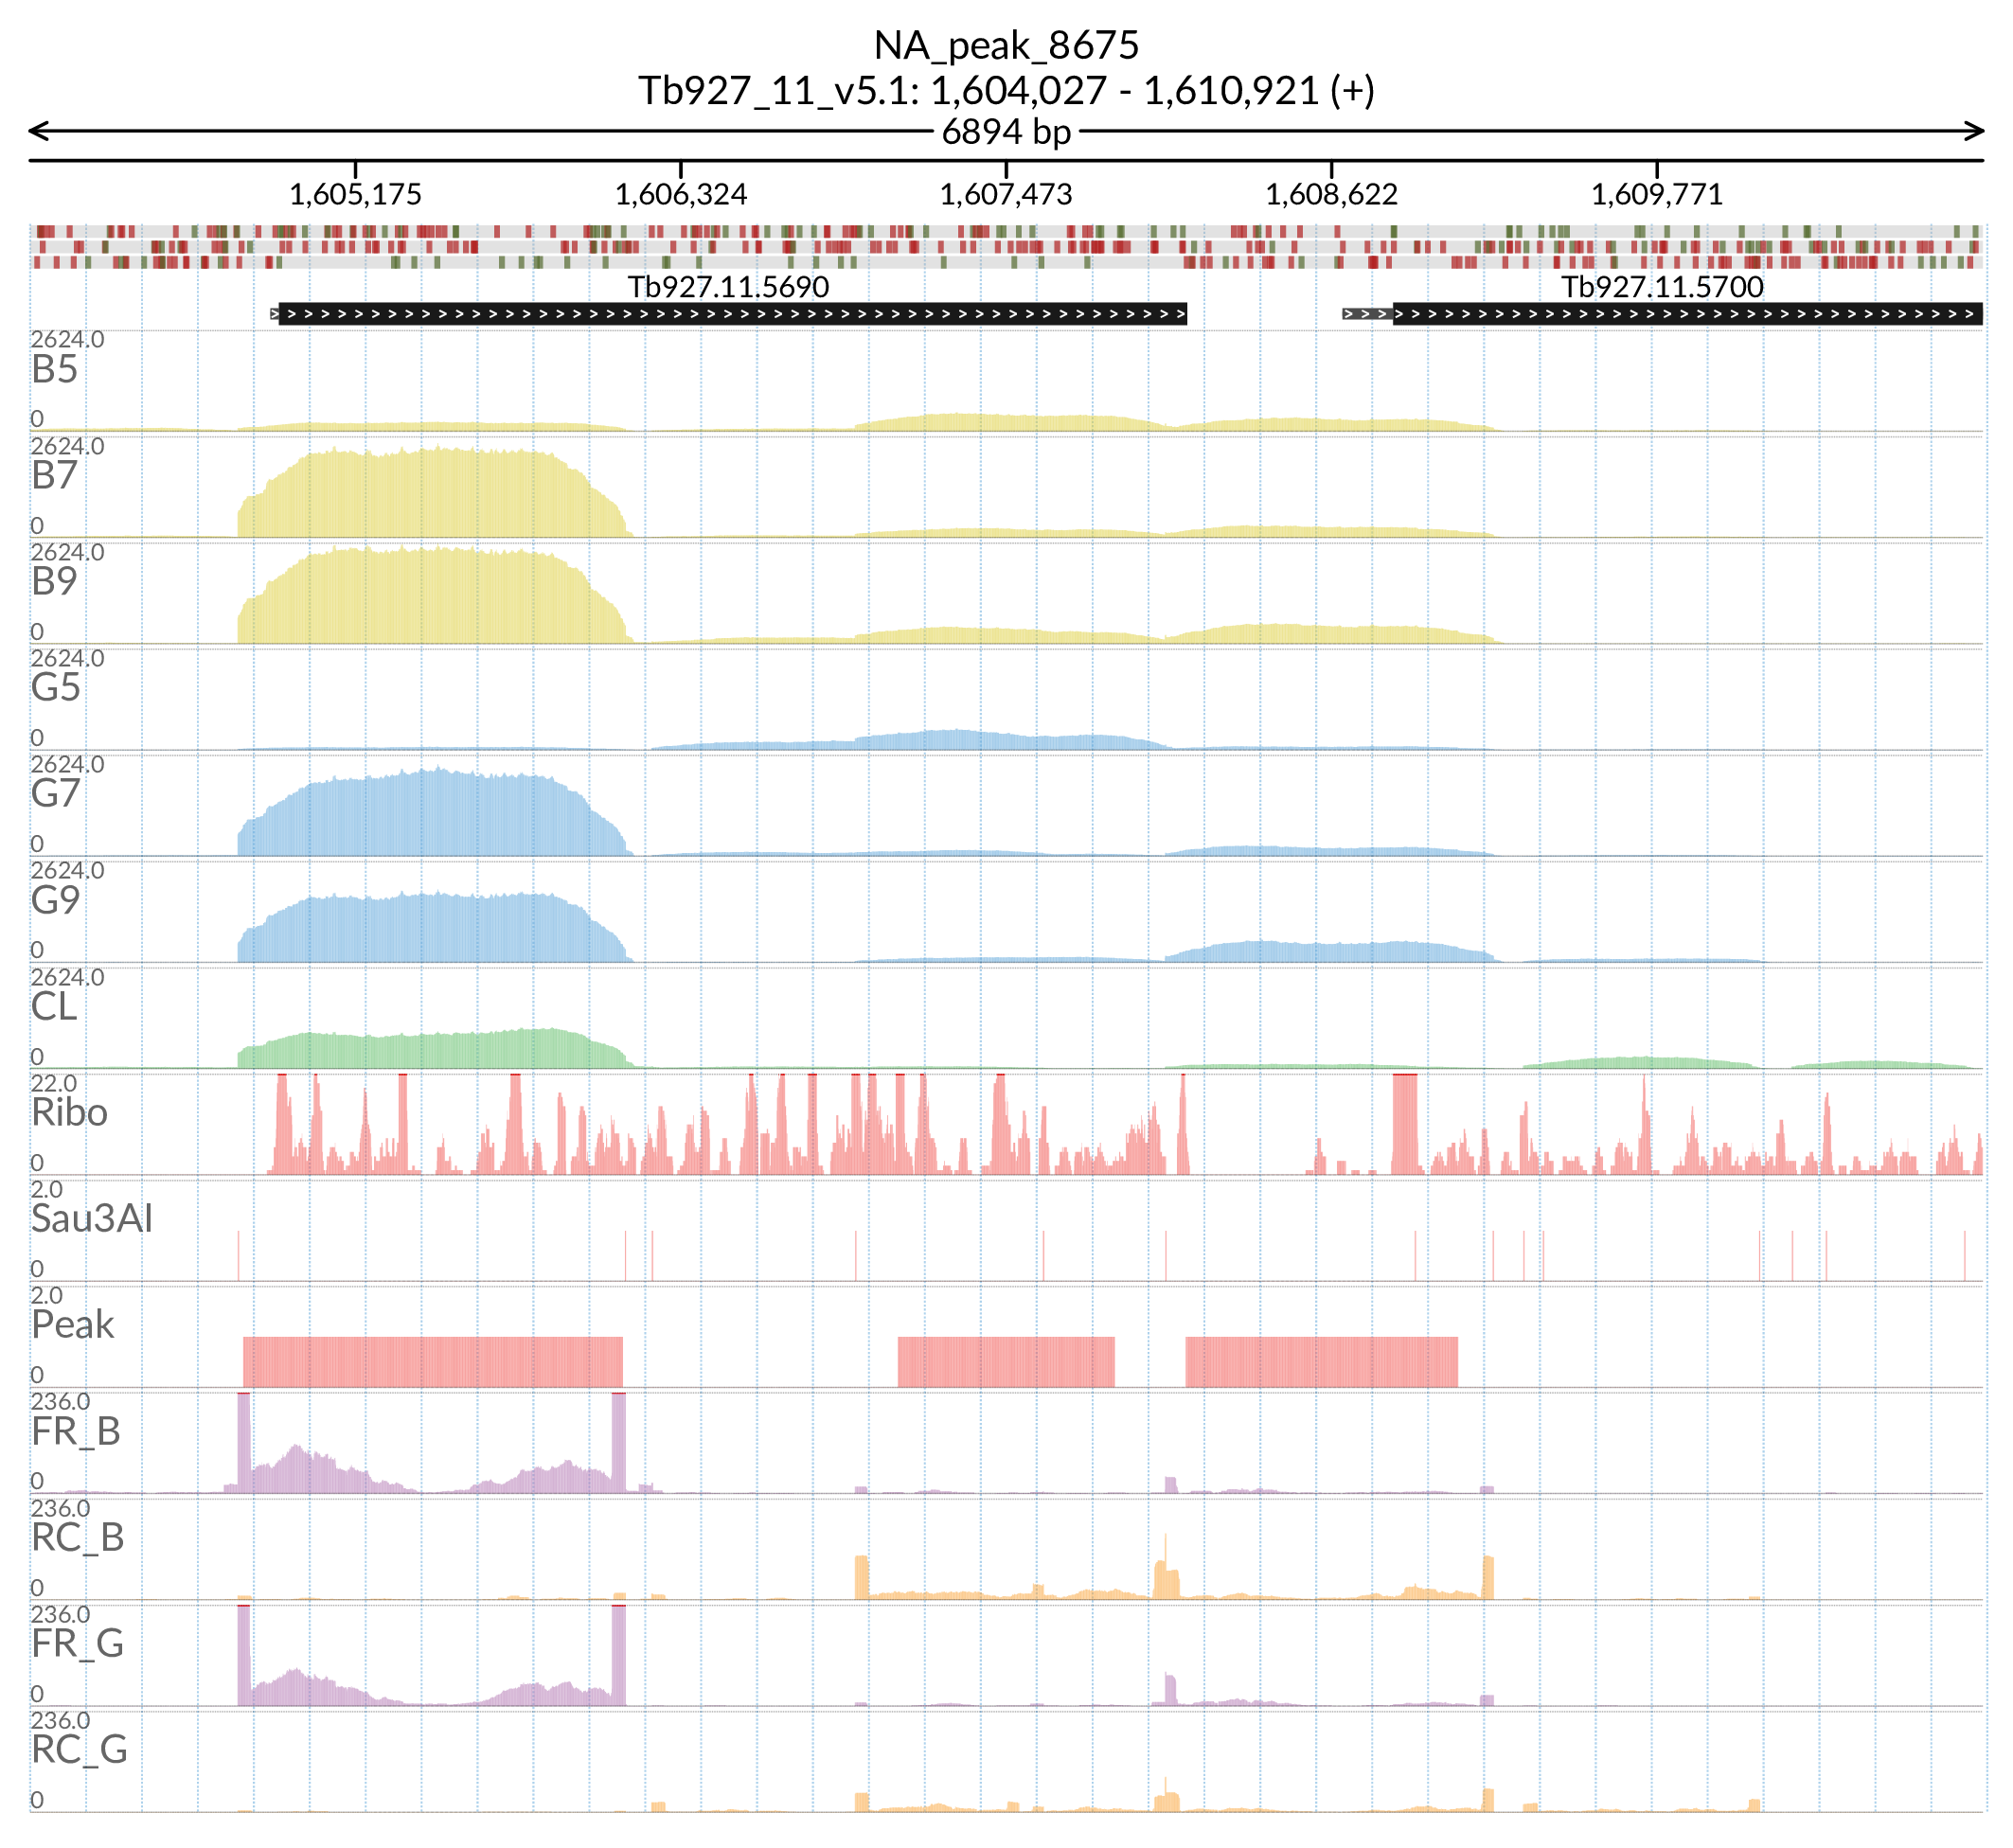 NA_peak_8675
Tb927_11_v5.1: 1,604,027 - 1,610,921 (+)
6894 bp
1,605,175 1,606,324 1,607,473 1,608,622 1,609,771
Tb927.11.5690 Tb927.11.5700
2624.0
B5
0
2624.0
B7
0
2624.0
B9
0
2624.0
G5
0
2624.0
G7
0
2624.0
G9
0
2624.0
CL
0
22.0
Ribo
0
2.0
Sau3AI
0
2.0
Peak
0
236.0
FR_B
0
236.0
RC_B
0
236.0
FR_G
0
236.0
RC_G
0